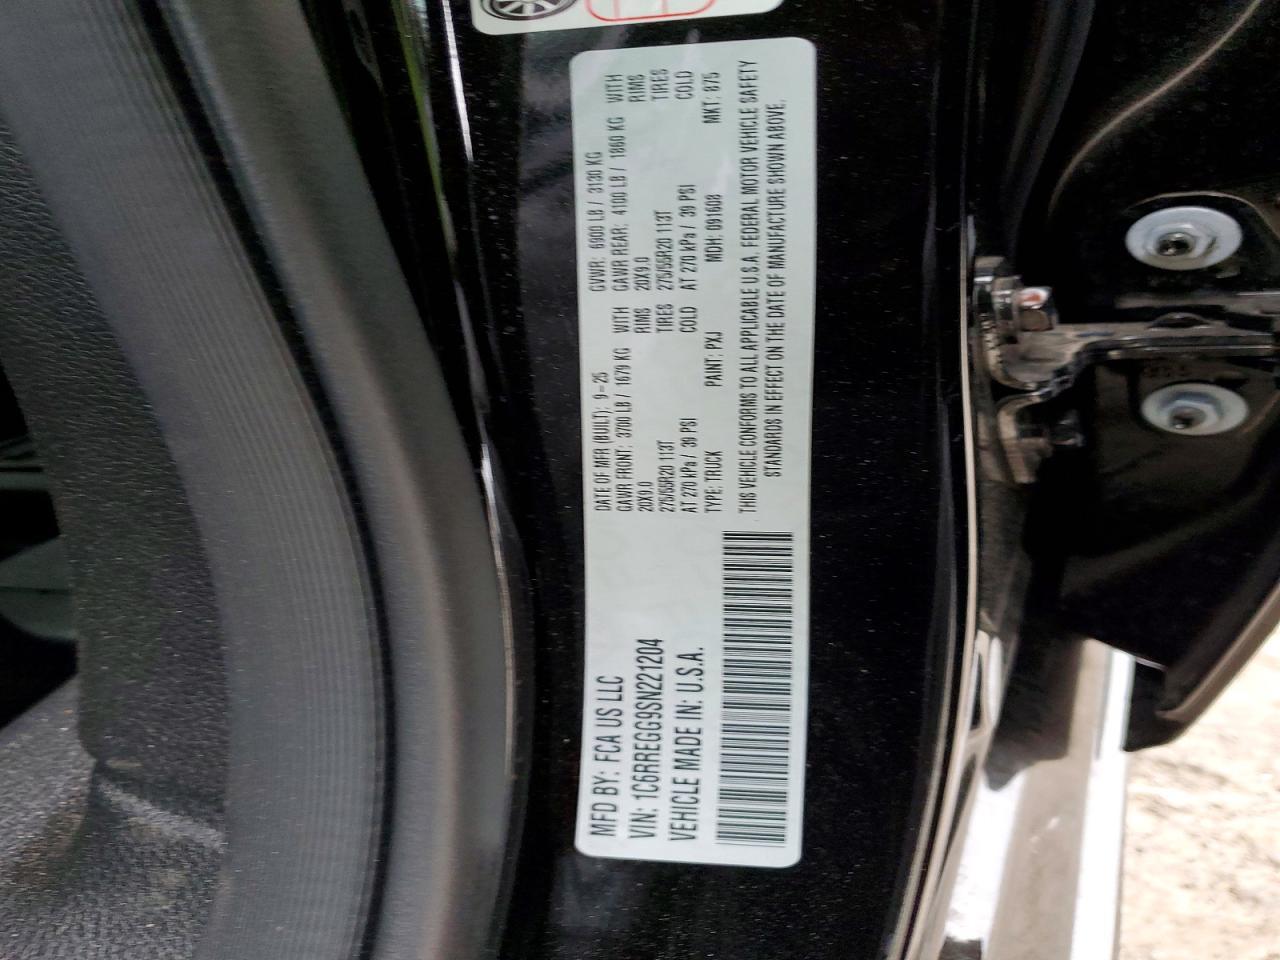 MFD BY: FCA US LLC
VIN: 1C6RREGG9SN221204
VEHICLE MADE IN: U.S.A.
DATE OF MFR (BUILT): 9-25 GVWR: 6900 LB / 3130 KG
GAWR FRONT: 3700 LB / 1679 KG WITH GAWR REAR: 4100 LB / 1860 KG WITH
20X9.0 RIMS 20X9.0 RIMS
275/55R20 113T TIRES 275/55R20 113T TIRES
AT 270 kPa / 39 PSI COLD AT 270 kPa / 39 PSI COLD
TYPE: TRUCK PAINT: PXJ MDH: 091608 MKT: 875
THIS VEHICLE CONFORMS TO ALL APPLICABLE U.S.A. FEDERAL MOTOR VEHICLE SAFETY
STANDARDS IN EFFECT ON THE DATE OF MANUFACTURE SHOWN ABOVE.